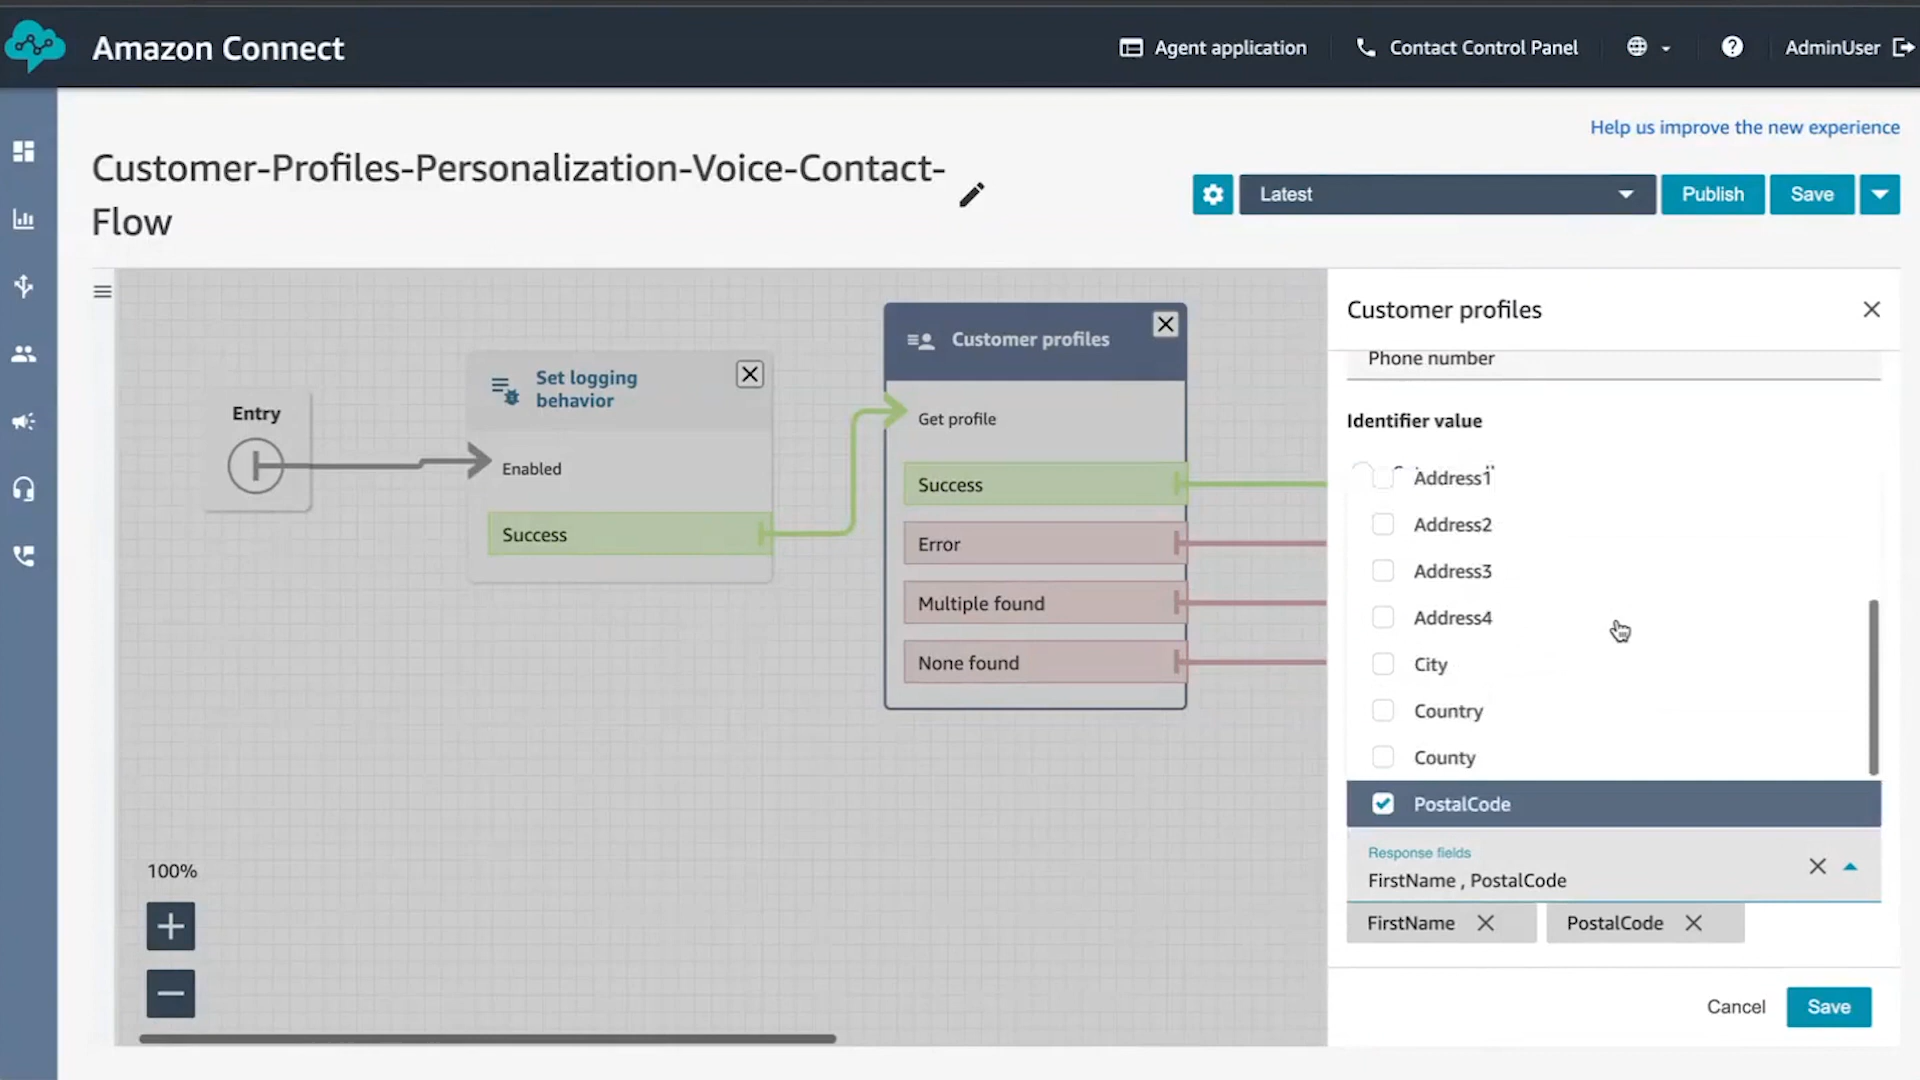 Amazon Connect
Agent application
Contact Control Panel
AdminUser
Help us improve the new experience
Customer-Profiles-Personalization-Voice-Contact-
Flow
Latest
Publish
Save
Entry
Set logging
behavior
Enabled
Success
Customer profiles
Get profile
Success
Error
Multiple found
None found
100%
Customer profiles
Phone number
Identifier value
Address1
Address2
Address3
Address4
City
Country
County
PostalCode
Response fields
FirstName , PostalCode
FirstName
PostalCode
Cancel
Save